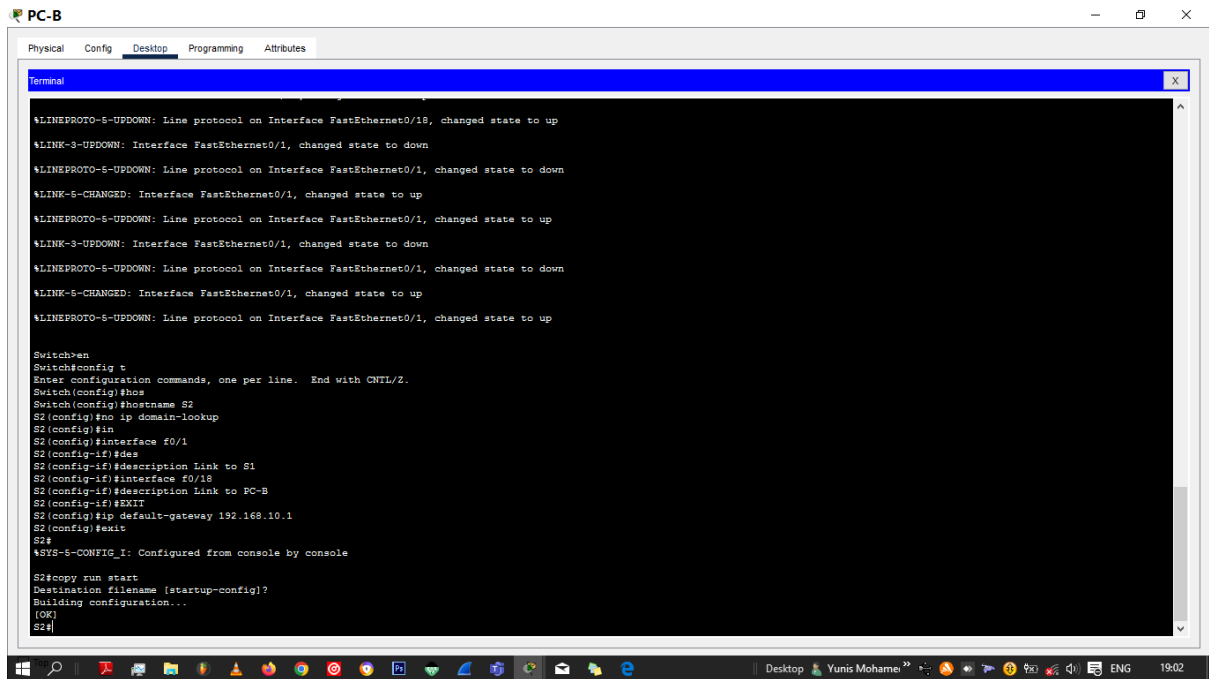 PC-B
Physical Config Desktop Programming Attributes
Terminal
X
%LINEPROTO-5-UPDOWN: Line protocol on Interface FastEthernet0/18, changed state to up
%LINK-3-UPDOWN: Interface FastEthernet0/1, changed state to down
%LINEPROTO-5-UPDOWN: Line protocol on Interface FastEthernet0/1, changed state to down
%LINK-5-CHANGED: Interface FastEthernet0/1, changed state to up
%LINEPROTO-5-UPDOWN: Line protocol on Interface FastEthernet0/1, changed state to up
%LINK-3-UPDOWN: Interface FastEthernet0/1, changed state to down
%LINEPROTO-5-UPDOWN: Line protocol on Interface FastEthernet0/1, changed state to down
%LINK-5-CHANGED: Interface FastEthernet0/1, changed state to up
%LINEPROTO-5-UPDOWN: Line protocol on Interface FastEthernet0/1, changed state to up
Switch>en
Switch#config t
Enter configuration commands, one per line. End with CNTL/Z.
Switch(config)#hos
Switch(config)#hostname S2
S2(config)#no ip domain-lookup
S2(config)#in
S2(config)#interface f0/1
S2(config-if)#des
S2(config-if)#description Link to S1
S2(config-if)#interface f0/18
S2(config-if)#description Link to PC-B
S2(config-if)#EXIT
S2(config)#ip default-gateway 192.168.10.1
S2(config)#exit
S2#
%SYS-5-CONFIG_I: Configured from console by console
S2#copy run start
Destination filename [startup-config]?
Building configuration...
[OK]
S2#
Top
Ps
Desktop Yunis Mohame
ENG 19:02